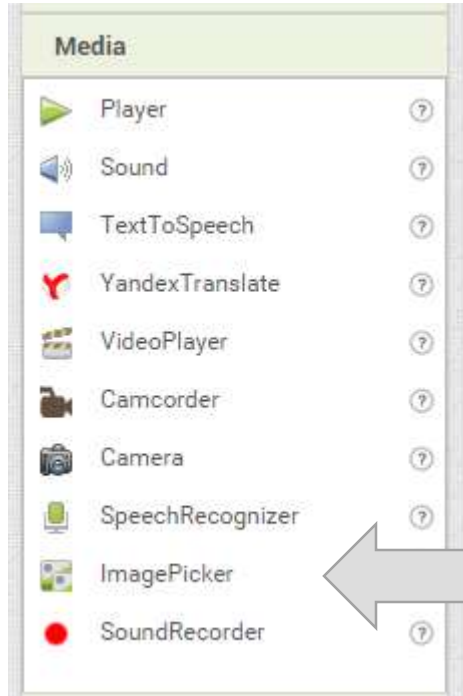 Media
Player ?
Sound ?
TextToSpeech ?
YandexTranslate ?
VideoPlayer ?
Camcorder ?
Camera ?
SpeechRecognizer ?
ImagePicker
SoundRecorder ?